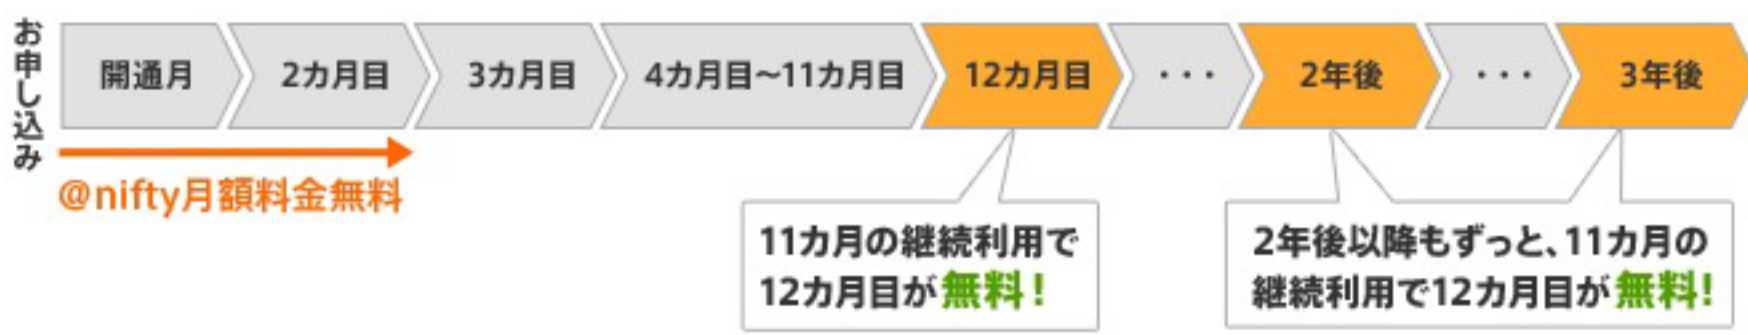 お申し込み
開通月
2カ月目
3カ月目
4カ月目~11カ月目
12カ月目
・・・
2年後
・・・
3年後
@nifty月額料金無料
11カ月の継続利用で
12カ月目が無料!
2年後以降もずっと、11カ月の
継続利用で12カ月目が無料!